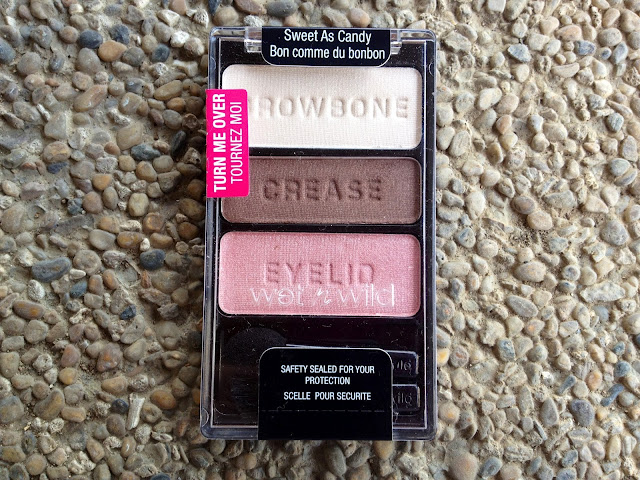 Sweet As Candy
Bon comme du bonbon
TURN ME OVER
TOURNEZ MOI
ROWBONE
CREASE
EYELID
wet n wild
SAFETY SEALED FOR YOUR
PROTECTION
SCELLE POUR SECURITE